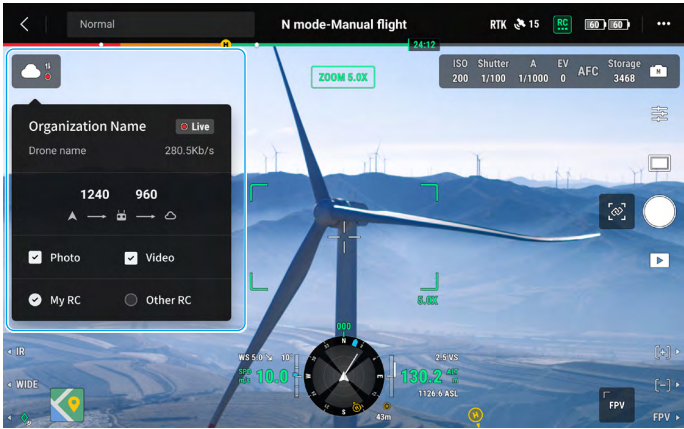 Normal
N mode-Manual flight
RTK 15 RC 60 60
H
24:12
ZOOM 5.0X
ISO Shutter A EV AFC Storage
200 1/100 1/1000 0 3468
M
Organization Name Live
Drone name 280.5Kb/s
1240 960
Photo Video
My RC Other RC
5.0X
000
IR
WIDE
WS 5.0 10
10.0
N
E
S
W
H
2.5 VS
130.2
1126.6 ASL
43m
H
[+]
[-]
FPV
FPV